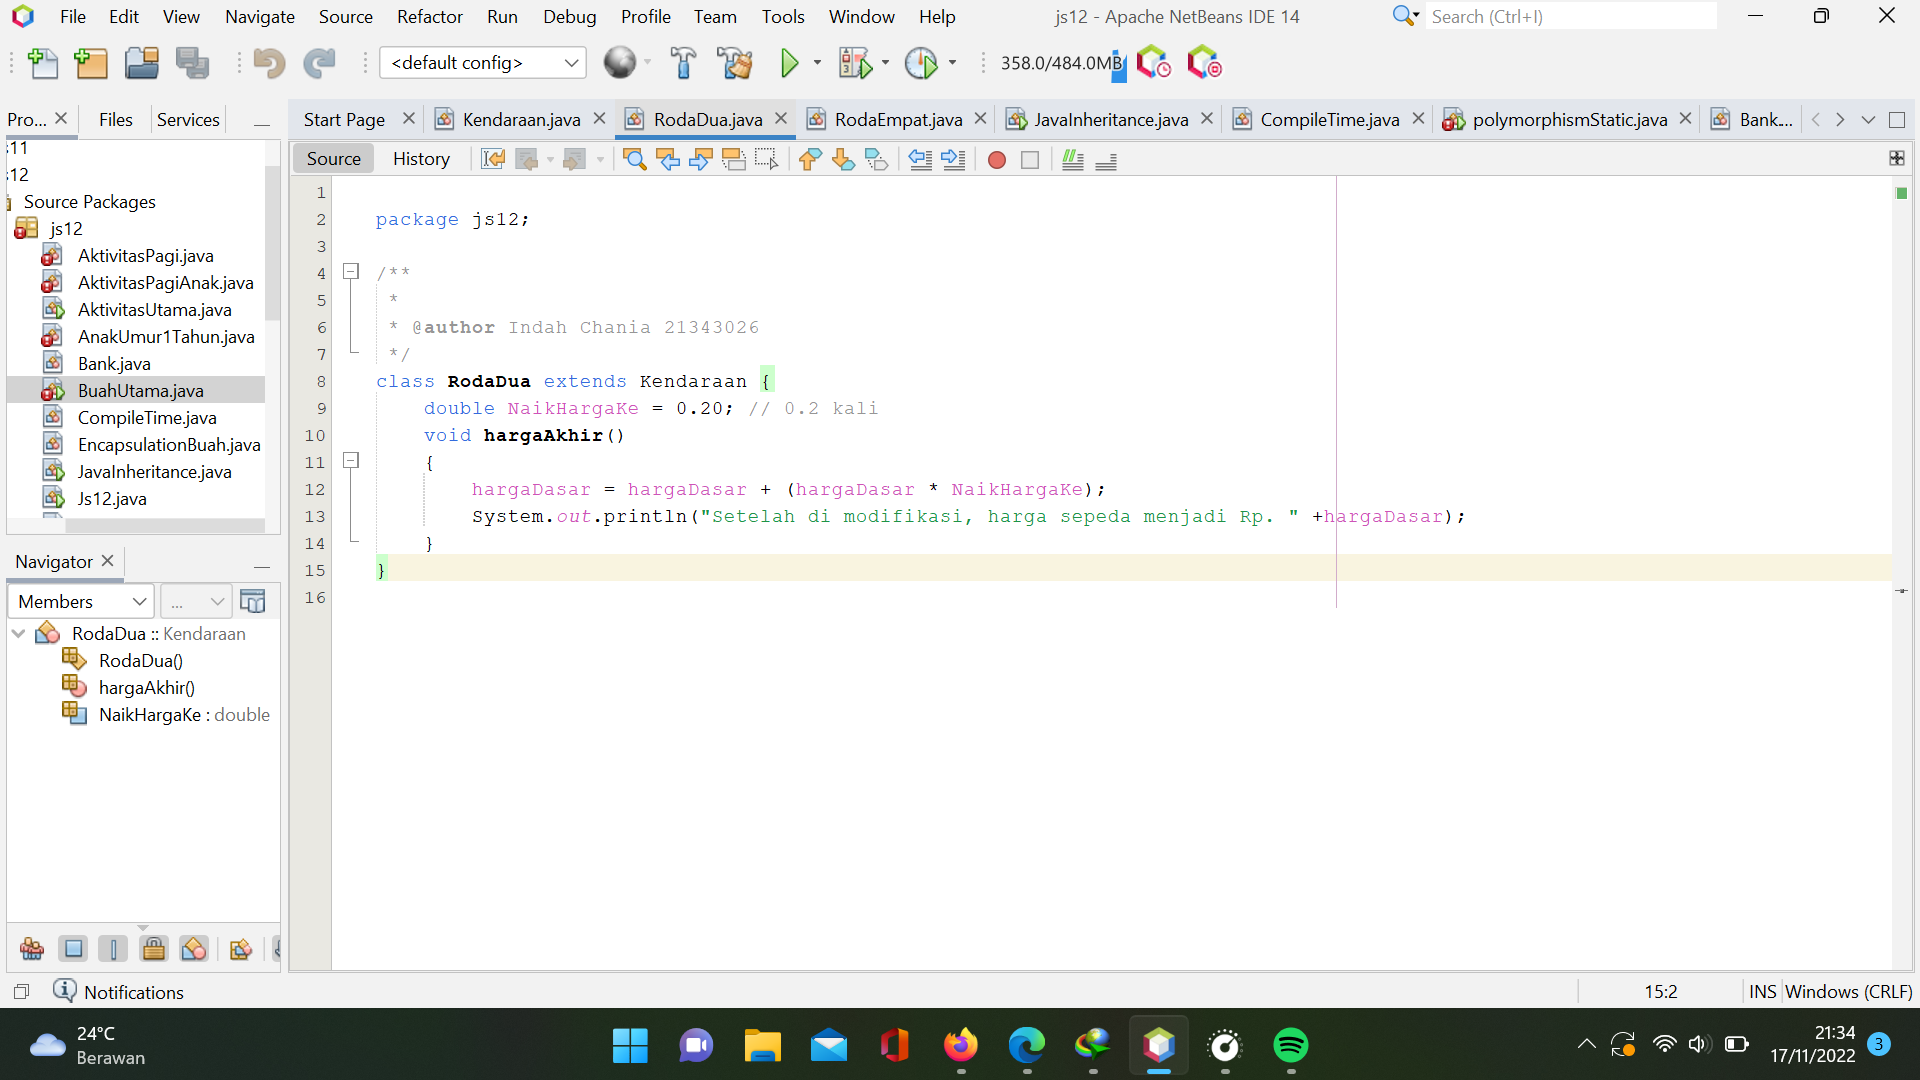 File Edit View Navigate Source Refactor Run Debug Profile Team Tools Window Help
js12 - Apache NetBeans IDE 14
Search (Ctrl+I)
<default config>
358.0/484.0MB
Pro... Files Services
Start Page Kendaraan.java RodaDua.java RodaEmpat.java JavaInheritance.java CompileTime.java polymorphismStatic.java Bank...
Source History
:11
:12
Source Packages
js12
AktivitasPagi.java
AktivitasPagiAnak.java
AktivitasUtama.java
AnakUmur1Tahun.java
Bank.java
BuahUtama.java
CompileTime.java
EncapsulationBuah.java
JavaInheritance.java
Js12.java
Navigator
Members
...
RodaDua :: Kendaraan
RodaDua()
hargaAkhir()
NaikHargaKe : double
1
2 package js12;
3
4 /**
5 *
6 * @author Indah Chania 21343026
7 */
8 class RodaDua extends Kendaraan {
9 double NaikHargaKe = 0.20; // 0.2 kali
10 void hargaAkhir()
11 {
12 hargaDasar = hargaDasar + (hargaDasar * NaikHargaKe);
13 System.out.println("Setelah di modifikasi, harga sepeda menjadi Rp. " +hargaDasar);
14 }
15 }
16
Notifications
15:2 INS Windows (CRLF)
24°C
Berawan
21:34
17/11/2022
3